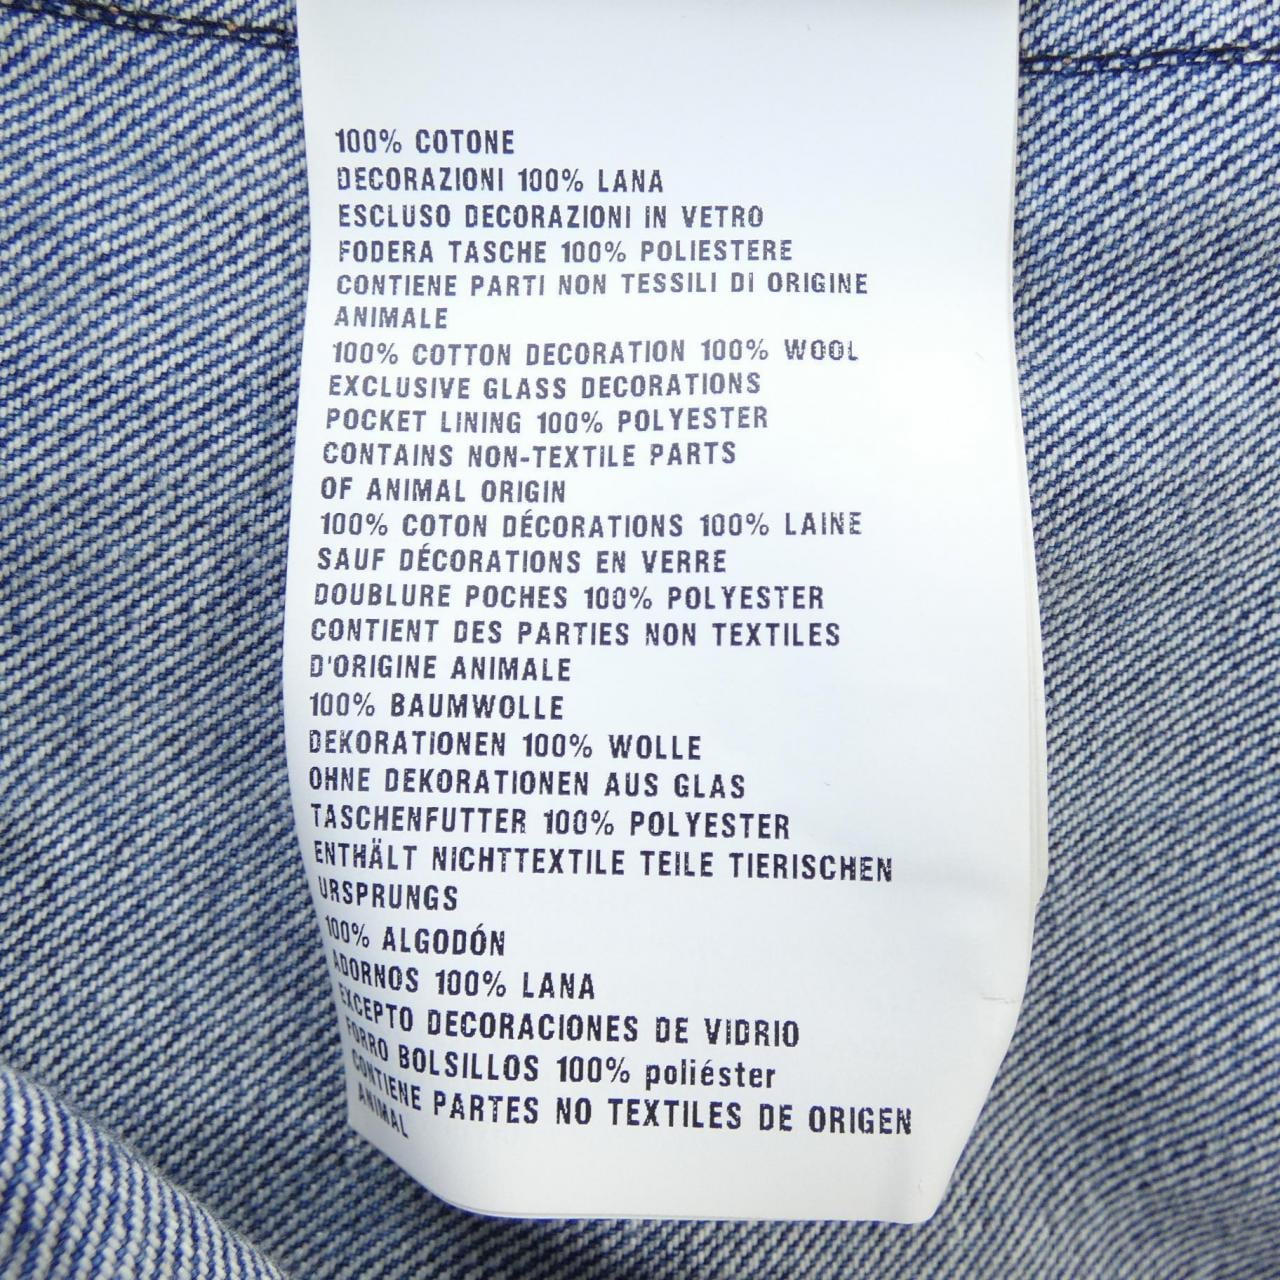 100% COTONE
DECORAZIONI 100% LANA
ESCLUSO DECORAZIONI IN VETRO
FODERA TASCHE 100% POLIESTERE
CONTIENE PARTI NON TESSILI DI ORIGINE
ANIMALE
100% COTTON DECORATION 100% WOOL
EXCLUSIVE GLASS DECORATIONS
POCKET LINING 100% POLYESTER
CONTAINS NON-TEXTILE PARTS
OF ANIMAL ORIGIN
100% COTON DÉCORATIONS 100% LAINE
SAUF DÉCORATIONS EN VERRE
DOUBLURE POCHES 100% POLYESTER
CONTIENT DES PARTIES NON TEXTILES
D'ORIGINE ANIMALE
100% BAUMWOLLE
DEKORATIONEN 100% WOLLE
OHNE DEKORATIONEN AUS GLAS
TASCHENFUTTER 100% POLYESTER
ENTHÄLT NICHTTEXTILE TEILE TIERISCHEN
URSPRUNGS
100% ALGODÓN
ADORNOS 100% LANA
EXCEPTO DECORACIONES DE VIDRIO
FORRO BOLSILLOS 100% poliéster
CONTIENE PARTES NO TEXTILES DE ORIGEN
ANIMAL